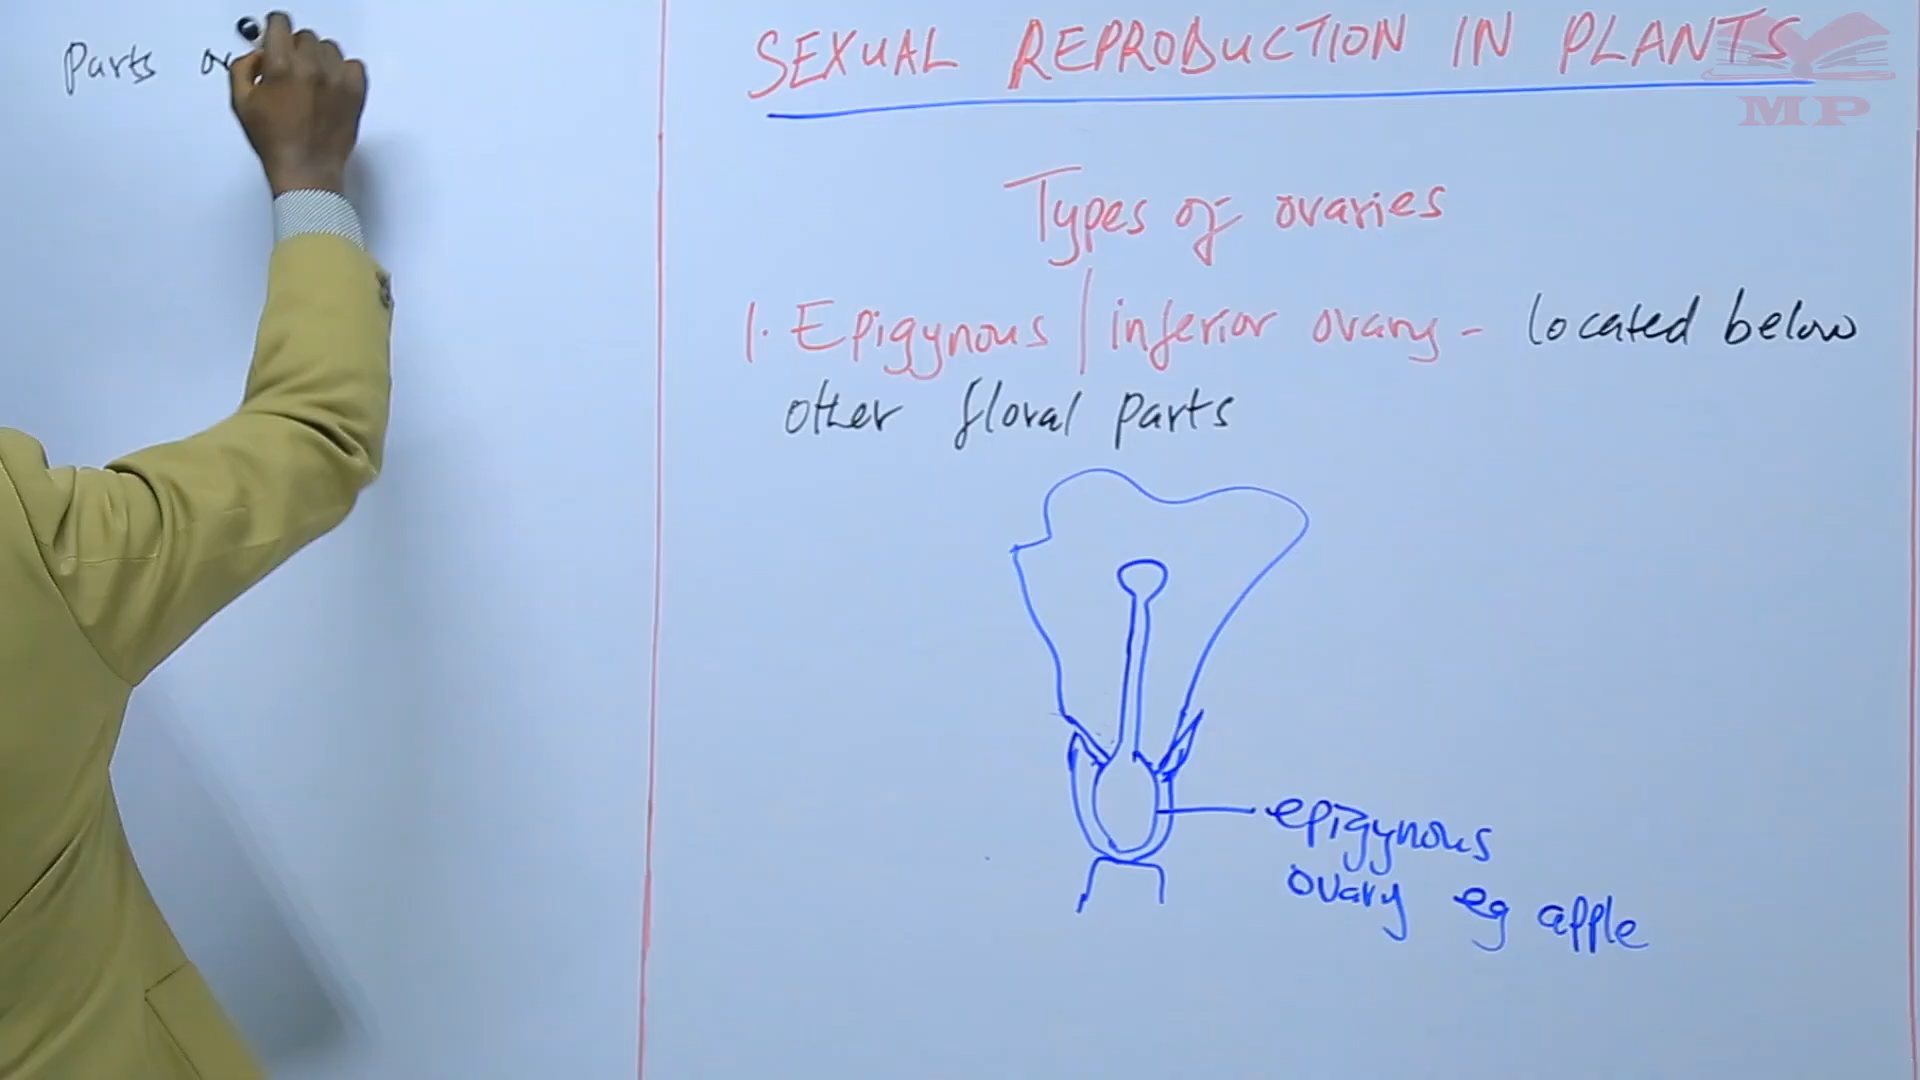 Parts
SEXUAL REPRODUCTION IN PLANTS
MP
Types of ovaries
1. Epigynous | inferior ovary - located below
other floral parts
epigynous
ovary eg apple